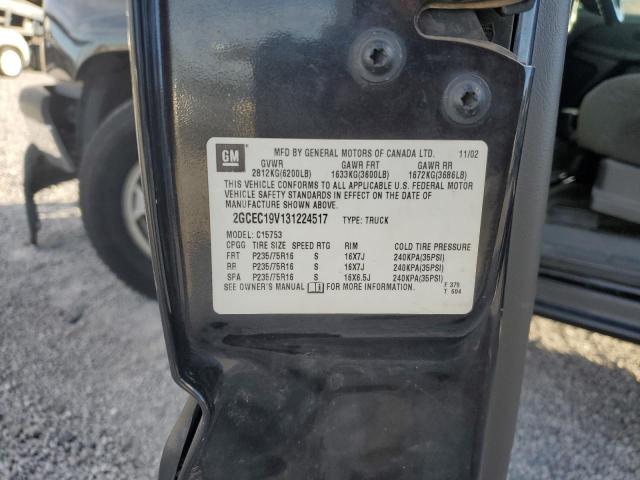 GM
MFD BY GENERAL MOTORS OF CANADA LTD. 11/02
GVWR GAWR FRT GAWR RR
2812KG(6200LB) 1633KG(3600LB) 1672KG(3686LB)
THIS VEHICLE CONFORMS TO ALL APPLICABLE U.S. FEDERAL MOTOR
VEHICLE SAFETY STANDARDS IN EFFECT ON THE DATE OF
MANUFACTURE SHOWN ABOVE.
2GCEC19V131224517 TYPE: TRUCK
MODEL: C15753
CPGG TIRE SIZE SPEED RTG RIM COLD TIRE PRESSURE
FRT P235/75R16 S 16X7J 240KPA(35PSI)
RR P235/75R16 S 16X7J 240KPA(35PSI)
SPA P235/75R16 S 16X6.5J 240KPA(35PSI)
SEE OWNER'S MANUAL FOR MORE INFORMATION. F 379
T 604